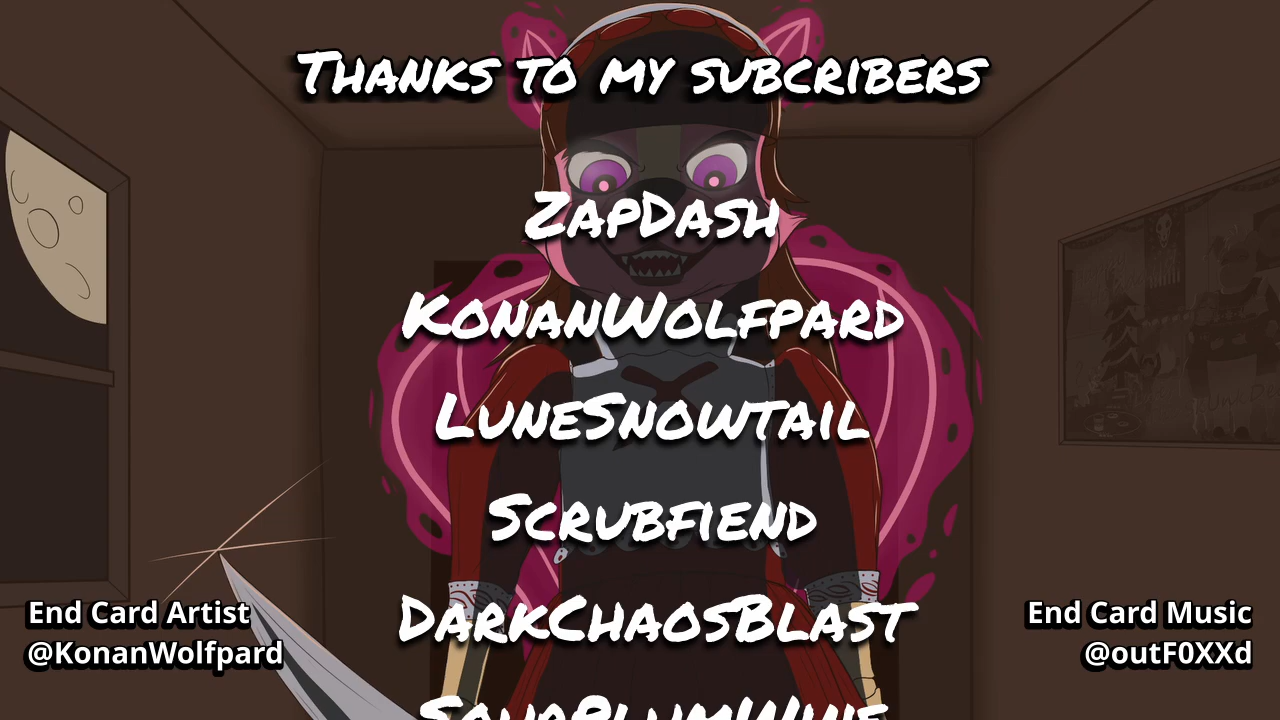 Thanks to my subcribers
ZapDash
KonanWolfpard
LuneSnowtail
Scrubfiend
DarkChaosBlast
End Card Artist
@KonanWolfpard
End Card Music
@outF0XXd